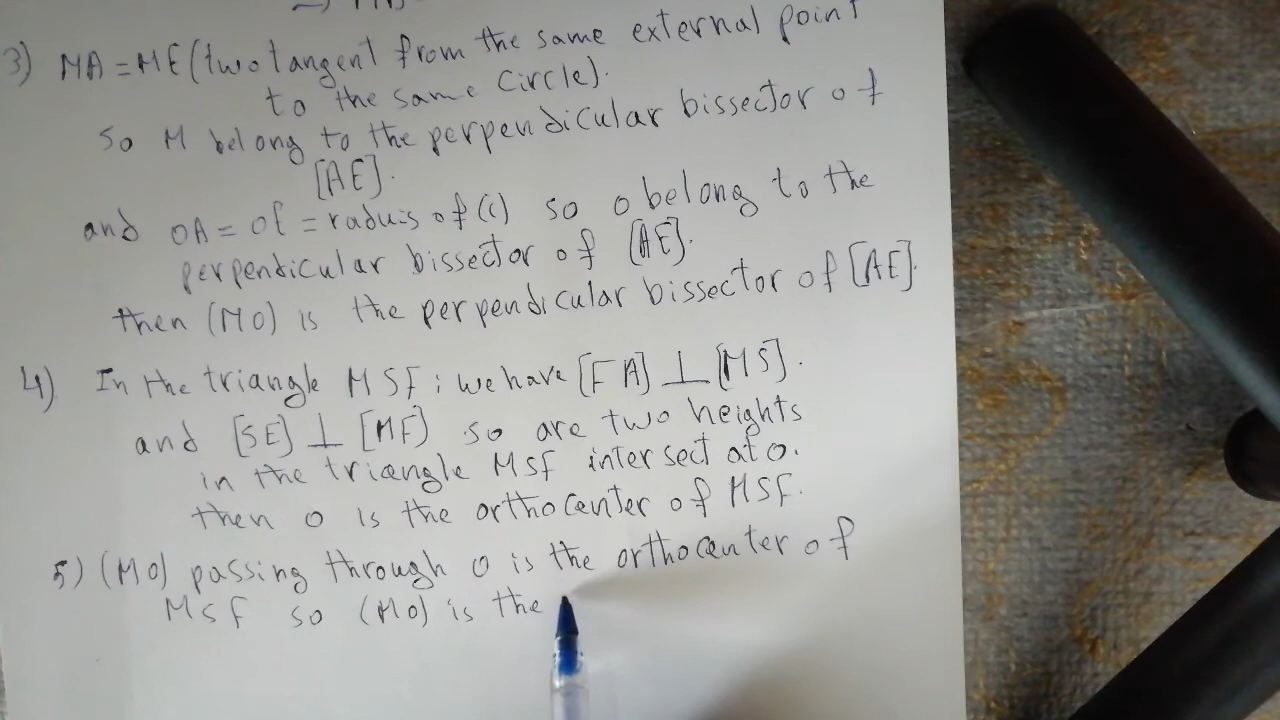 3) MA = ME (two tangent from the same external point
to the same circle).
so M belong to the perpendicular bissector of
[AE].
and OA = OE = raduis of (C) so O belong to the
perpendicular bissector of [AE].
then (MO) is the perpendicular bissector of [AE].
4) In the triangle MSF; we have [FA] ⊥ [MS].
and [SE] ⊥ [MF] so are two heights
in the triangle MSF intersect at O.
then O is the orthocenter of MSF.
5) (MO) passing through O is the orthocenter of
MSF so (MO) is the